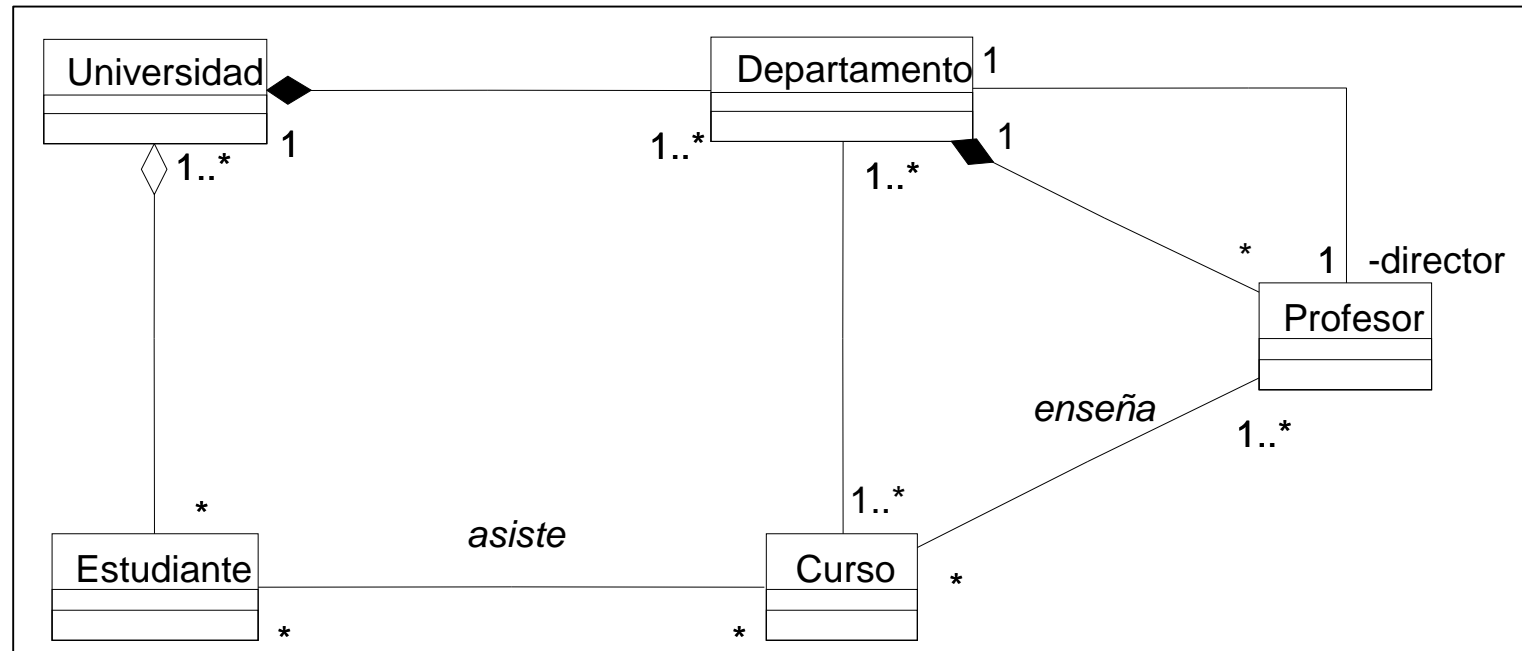 Universidad
Departamento
1
1
1..*
1..*
1..*
1
*
1
-director
Profesor
enseña
1..*
*
1..*
asiste
Estudiante
Curso
*
*
*